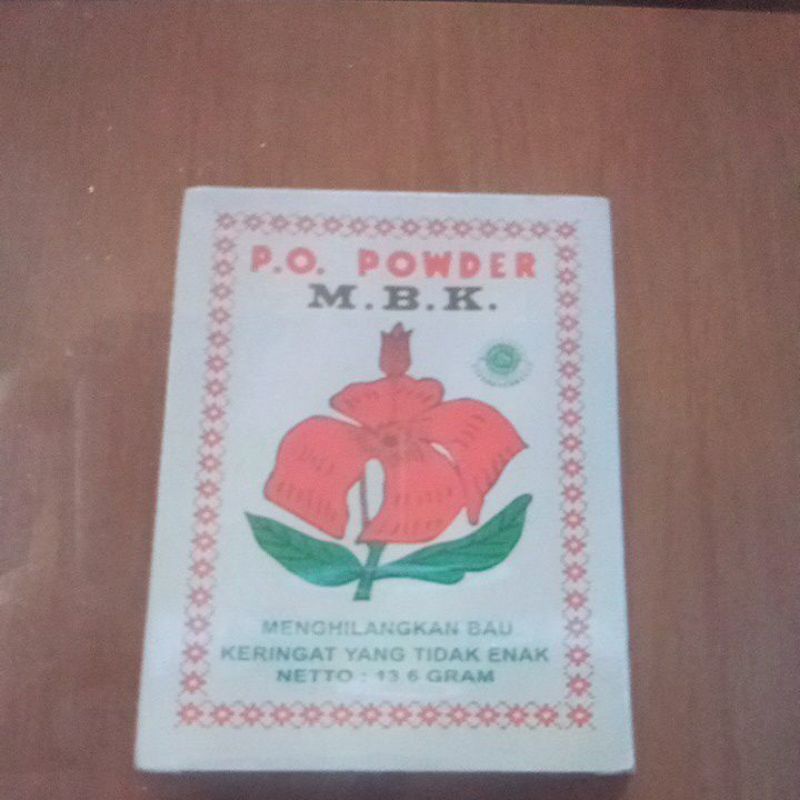 P.O. POWDER
M.B.K.
MENGHILANGKAN BAU
KERINGAT YANG TIDAK ENAK
NETTO : 13.6 GRAM